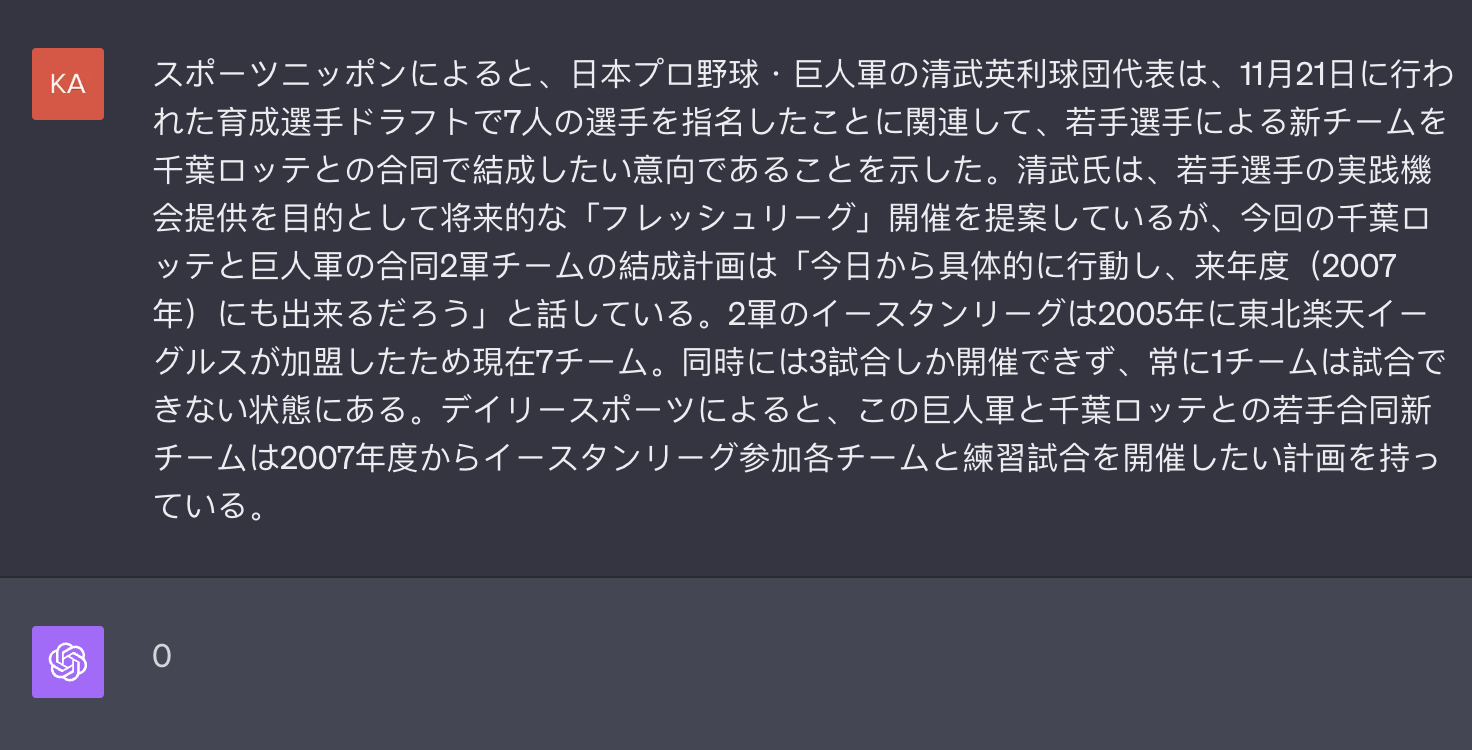 KA
スポーツニッポンによると、日本プロ野球・巨人軍の清武英利球団代表は、11月21日に行わ
れた育成選手ドラフトで7人の選手を指名したことに関連して、若手選手による新チームを
千葉ロッテとの合同で結成したい意向であることを示した。清武氏は、若手選手の実践機
会提供を目的として将来的な「フレッシュリーグ」開催を提案しているが、今回の千葉ロ
ッテと巨人軍の合同2軍チームの結成計画は「今日から具体的に行動し、来年度（2007
年）にも出来るだろう」と話している。2軍のイースタンリーグは2005年に東北楽天イー
グルスが加盟したため現在7チーム。同時には3試合しか開催できず、常に1チームは試合で
きない状態にある。デイリースポーツによると、この巨人軍と千葉ロッテとの若手合同新
チームは2007年度からイースタンリーグ参加各チームと練習試合を開催したい計画を持っ
ている。
0